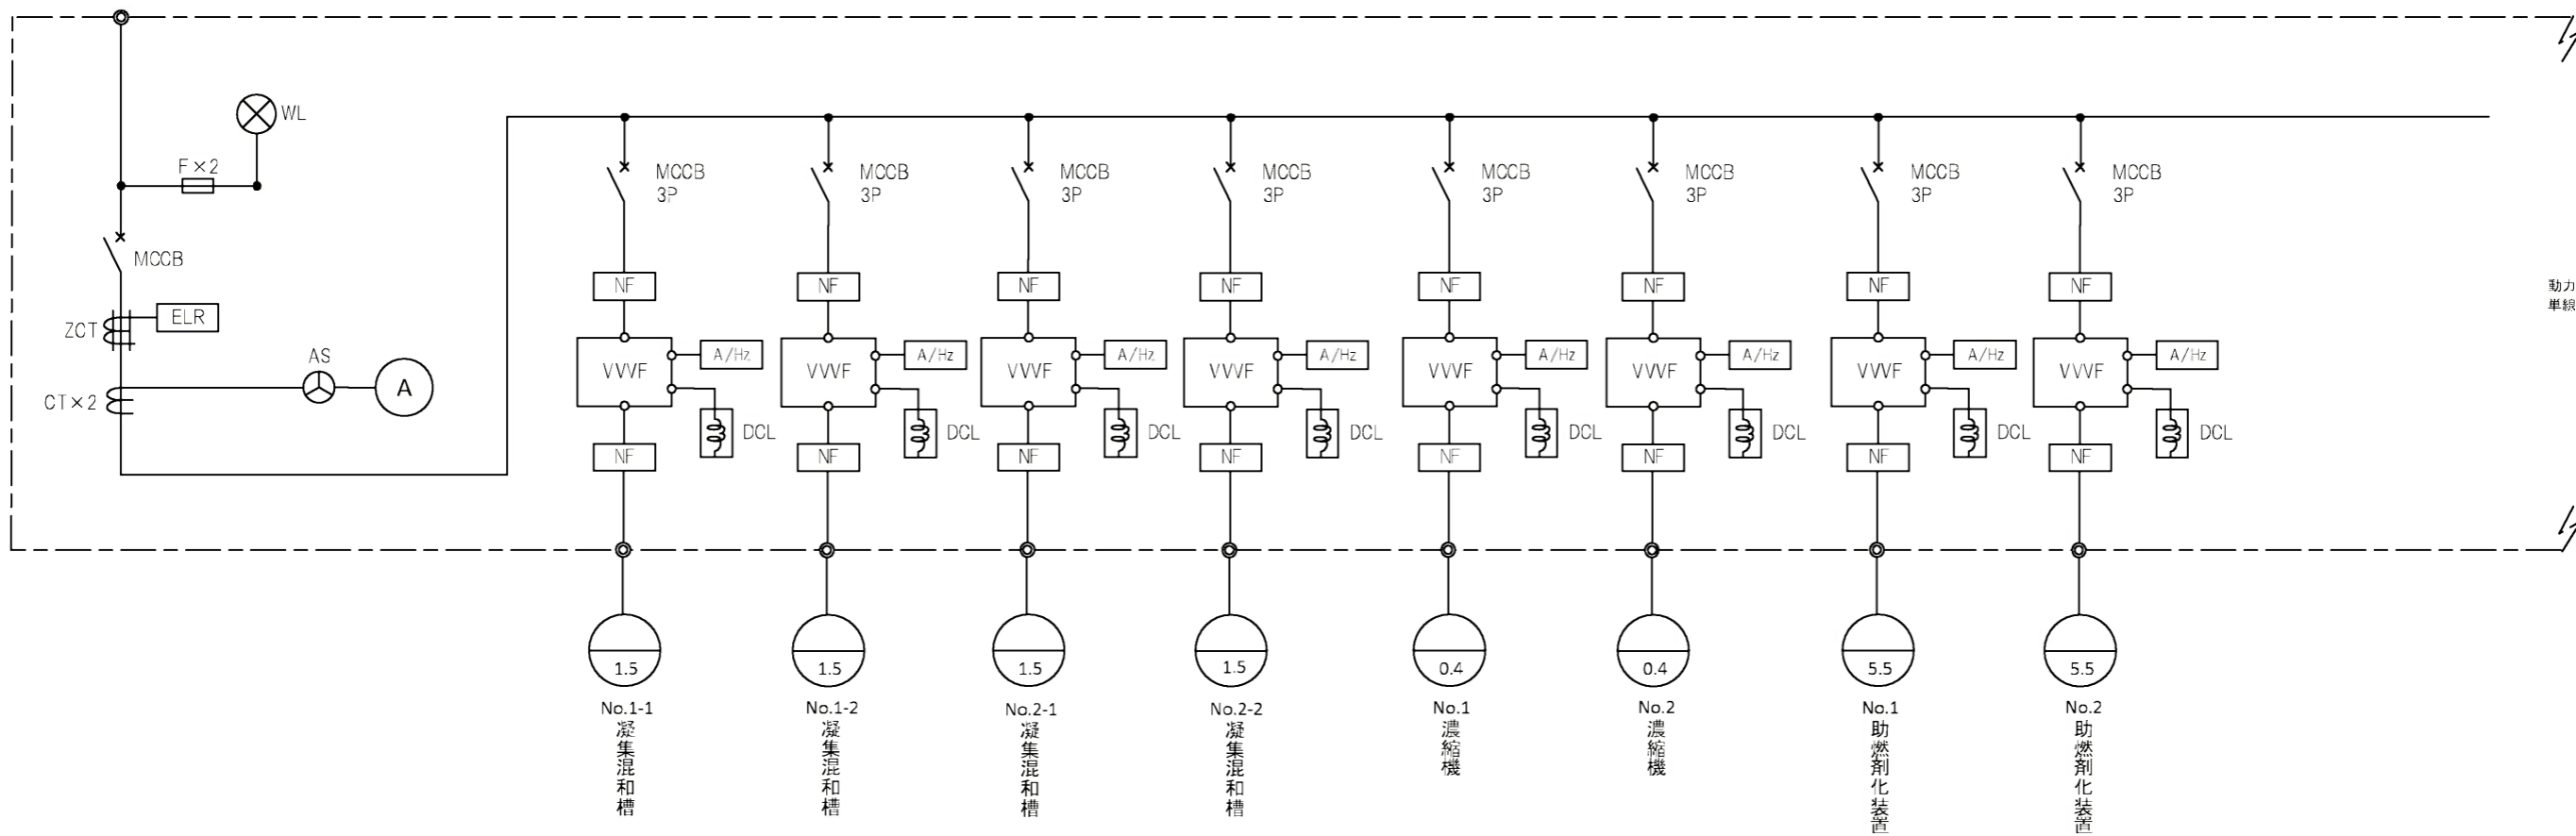 WL
F×2
MCCB
ZCT
ELR
AS
A
CT×2
MCCB
3P
MCCB
3P
MCCB
3P
MCCB
3P
MCCB
3P
MCCB
3P
MCCB
3P
MCCB
3P
NF
NF
NF
NF
NF
NF
NF
NF
動力
単線
VVVF
A/Hz
VVVF
A/Hz
VVVF
A/Hz
VVVF
A/Hz
VVVF
A/Hz
VVVF
A/Hz
VVVF
A/Hz
VVVF
A/Hz
DCL
DCL
DCL
DCL
DCL
DCL
DCL
DCL
NF
NF
NF
NF
NF
NF
NF
NF
1.5
1.5
1.5
1.5
0.4
0.4
5.5
5.5
No.1-1
凝集混和槽
No.1-2
凝集混和槽
No.2-1
凝集混和槽
No.2-2
凝集混和槽
No.1
濃縮機
No.2
濃縮機
No.1
助燃剤化装置
No.2
助燃剤化装置